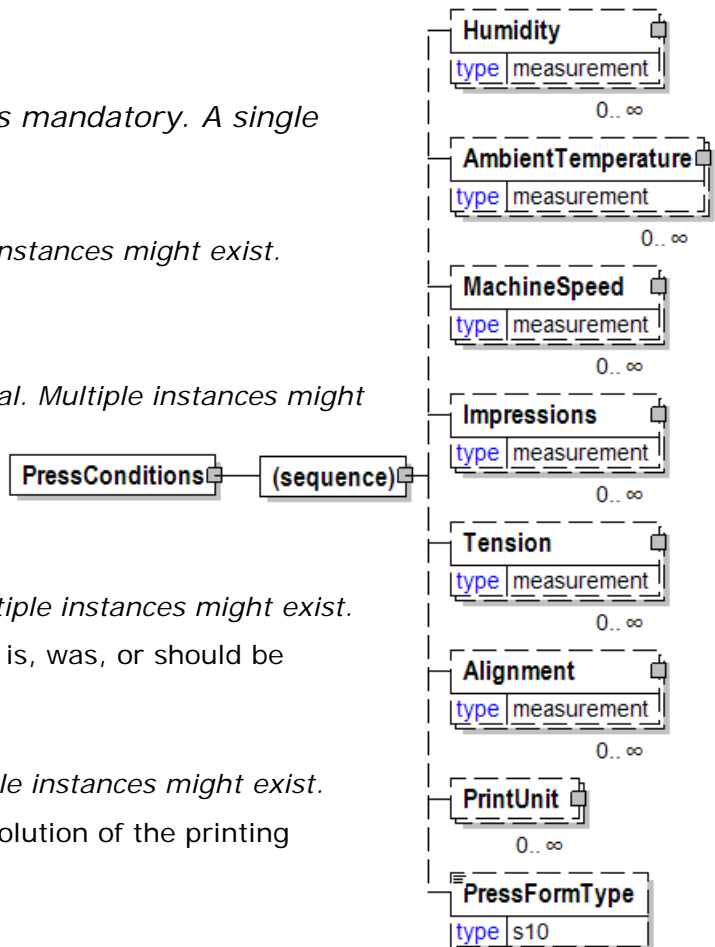 s mandatory. A single
nstances might exist.
al. Multiple instances might
tiple instances might exist.
is, was, or should be
le instances might exist.
olution of the printing
PressConditions
(sequence)
Humidity
type measurement
0.. ∞
AmbientTemperature
type measurement
0.. ∞
MachineSpeed
type measurement
0.. ∞
Impressions
type measurement
0.. ∞
Tension
type measurement
0.. ∞
Alignment
type measurement
0.. ∞
PrintUnit
0.. ∞
PressFormType
type s10